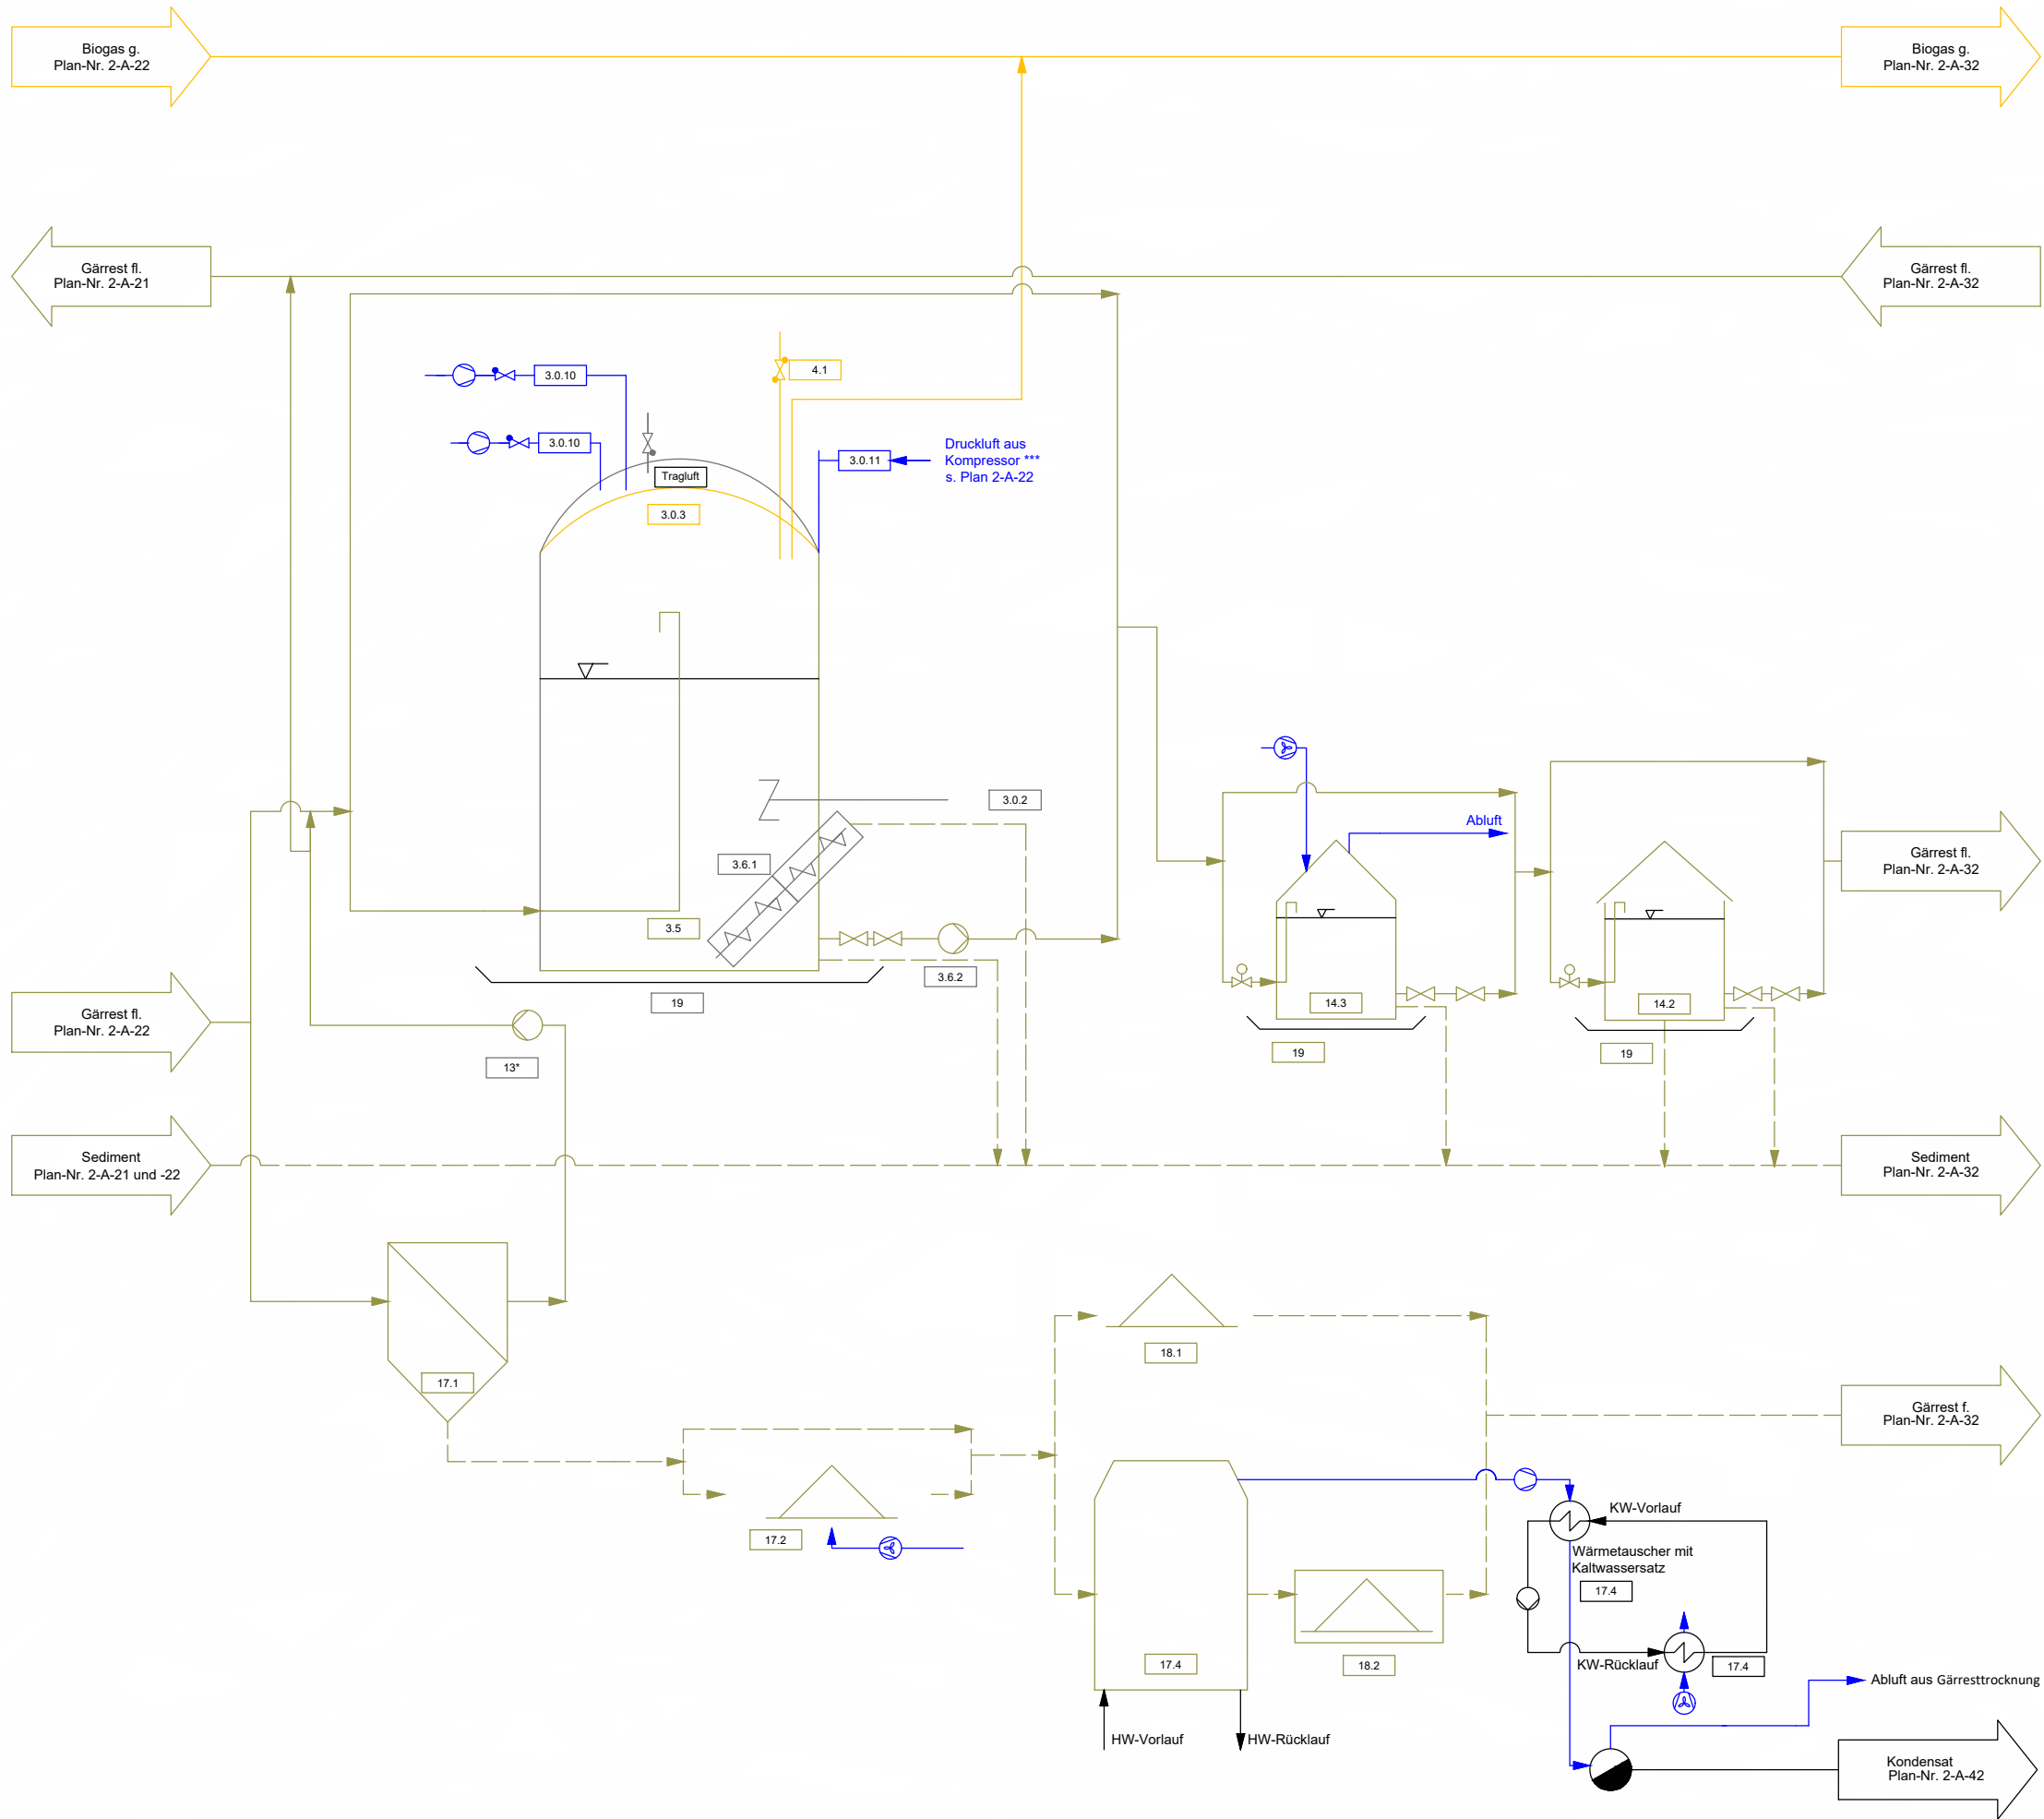 Biogas g.
Plan-Nr. 2-A-22
Biogas g.
Plan-Nr. 2-A-32
Gärrest fl.
Plan-Nr. 2-A-21
Gärrest fl.
Plan-Nr. 2-A-32
4.1
3.0.10
3.0.10
Druckluft aus
Kompressor ***
s. Plan 2-A-22
3.0.11
Tragluft
3.0.3
3.0.2
Abluft
3.6.1
Gärrest fl.
Plan-Nr. 2-A-32
3.5
3.6.2
19
14.3
14.2
Gärrest fl.
Plan-Nr. 2-A-22
19
19
13*
Sediment
Plan-Nr. 2-A-21 und -22
Sediment
Plan-Nr. 2-A-32
18.1
17.1
Gärrest f.
Plan-Nr. 2-A-32
17.2
KW-Vorlauf
Wärmetauscher mit
Kaltwassersatz
17.4
17.4
18.2
KW-Rücklauf
17.4
Abluft aus Gärresttrocknung
HW-Vorlauf
HW-Rücklauf
Kondensat
Plan-Nr. 2-A-42